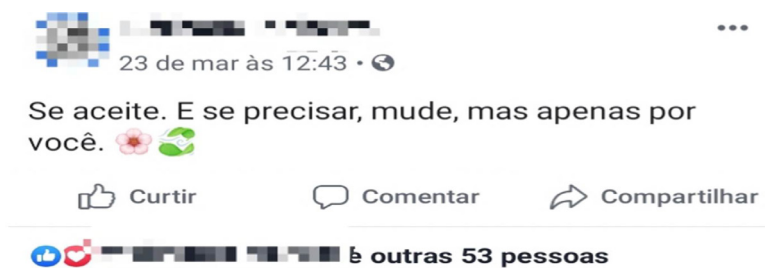 23 de mar às 12:43 •
Se aceite. E se precisar, mude, mas apenas por
você. 🌸
Curtir Comentar Compartilhar
e outras 53 pessoas